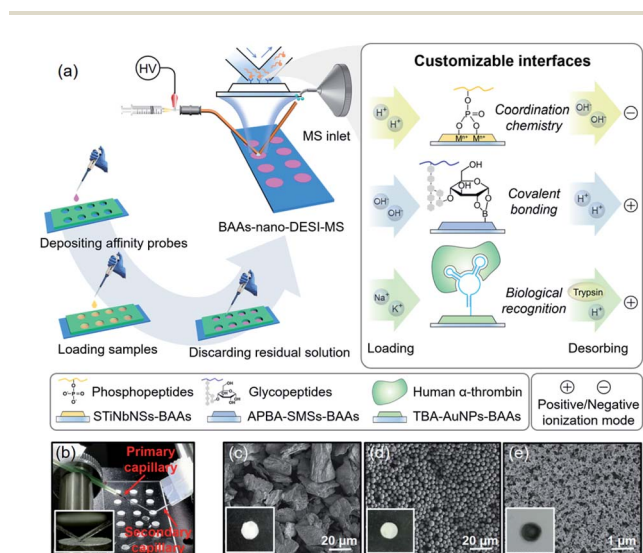 (a)
HV
MS inlet
BAAs-nano-DESI-MS
Depositing affinity probes
Loading samples
Discarding residual solution
Customizable interfaces
H⁺
H⁺
O
O-P=O
O O
Mⁿ⁺ Mⁿ⁺
Coordination
chemistry
OH⁻
OH⁻
−
OH⁻
OH⁻
OH
OH
O
B
Covalent
bonding
H⁺
H⁺
+
Na⁺
K⁺
Biological
recognition
Trypsin
H⁺
+
Loading
Desorbing
Phosphopeptides
Glycopeptides
Human α-thrombin
STiNbNSs-BAAs
APBA-SMSs-BAAs
TBA-AuNPs-BAAs
+ −
Positive/Negative
ionization mode
(b)
Primary
capillary
Secondary
capillary
(c)
20 μm
(d)
20 μm
(e)
1 μm